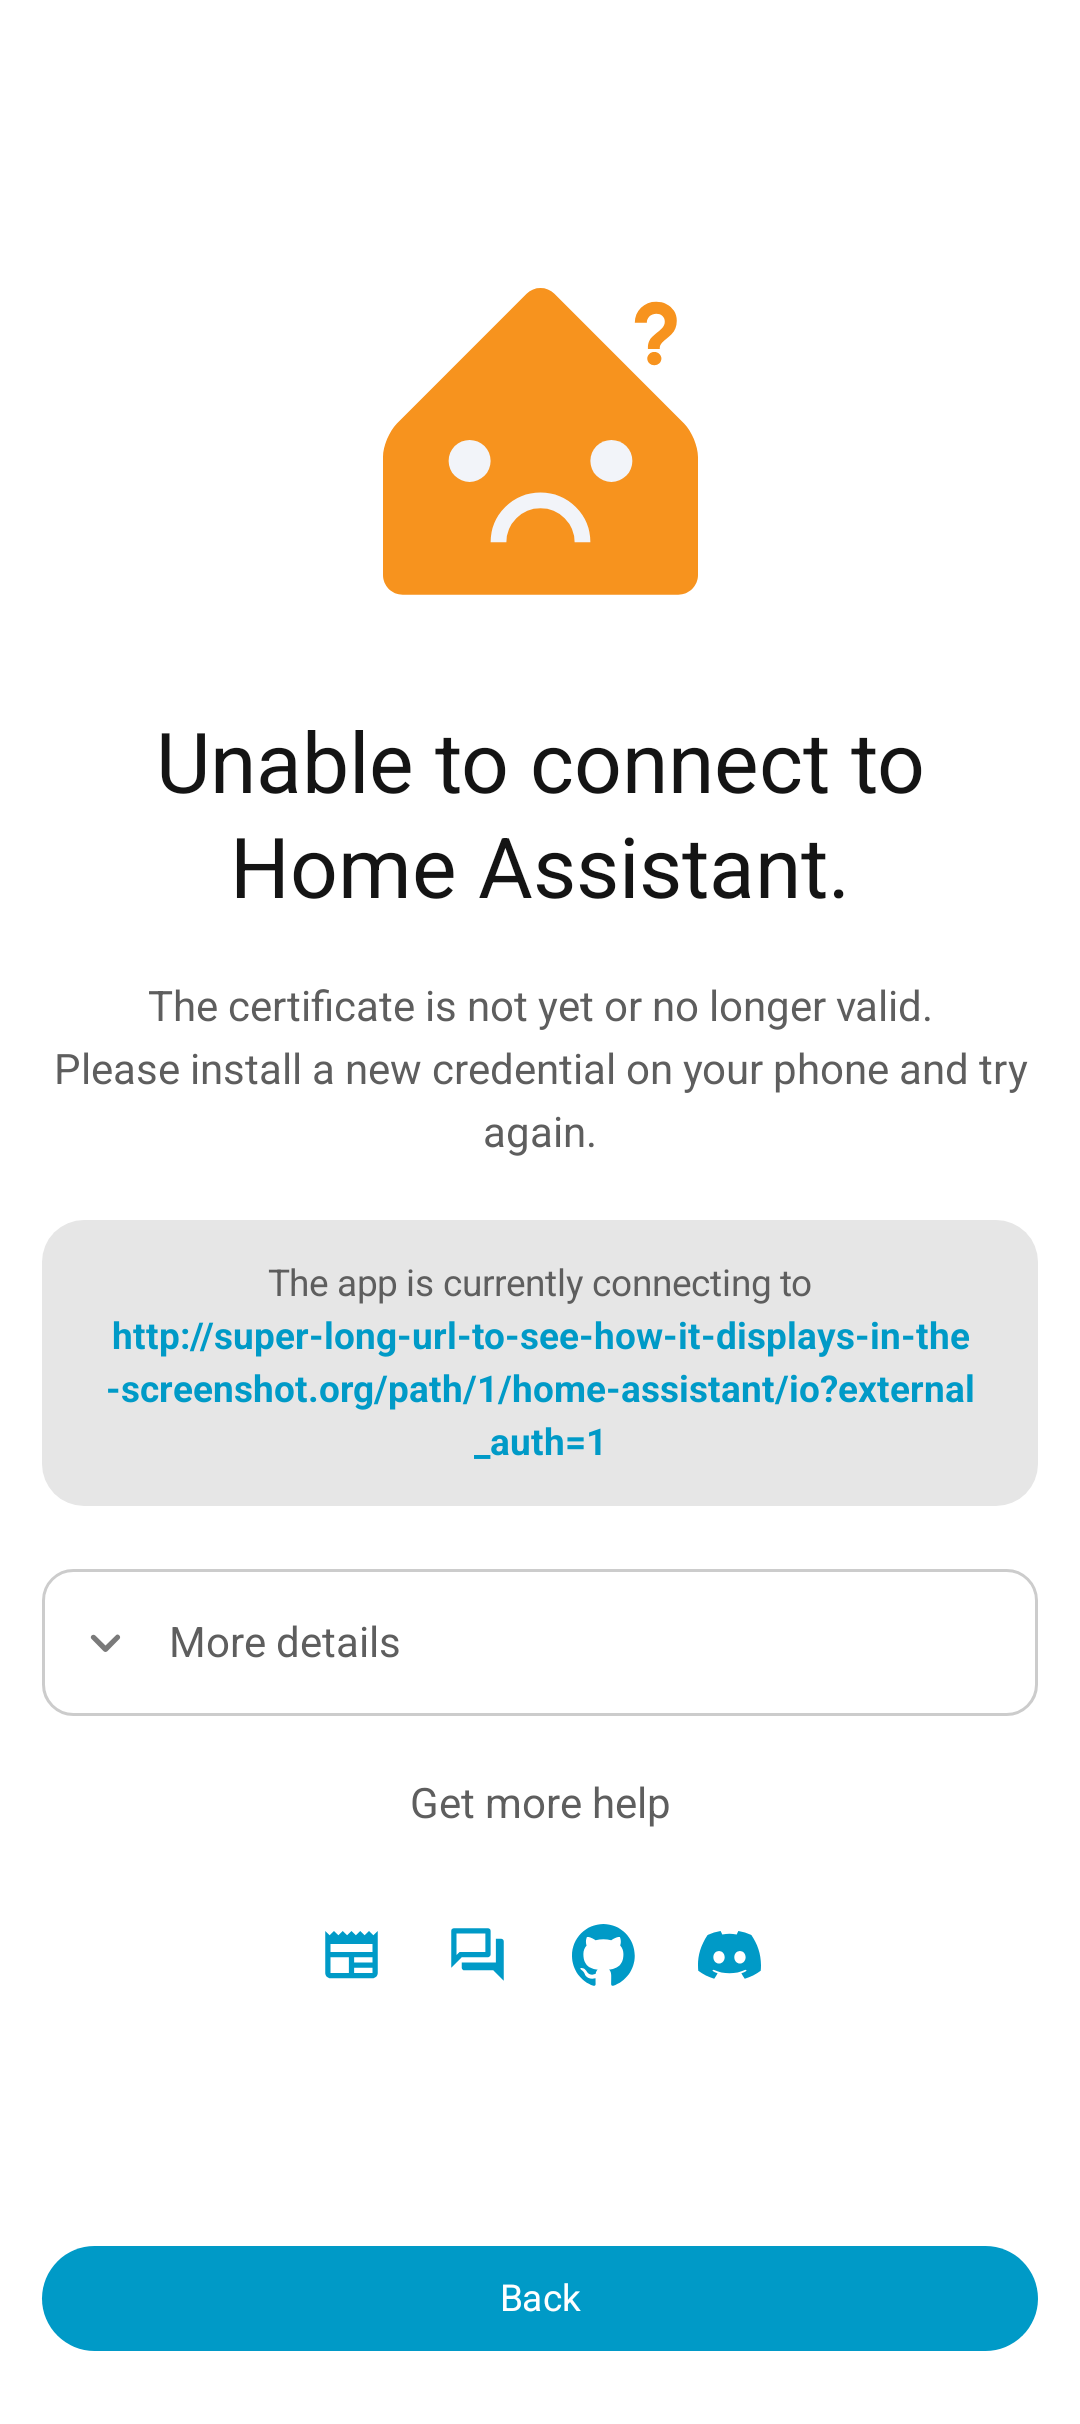 ?
Unable to connect to
Home Assistant.
The certificate is not yet or no longer valid.
Please install a new credential on your phone and try
again.
The app is currently connecting to
http://super-long-url-to-see-how-it-displays-in-the
-screenshot.org/path/1/home-assistant/io?external
_auth=1
More details
Get more help
Back